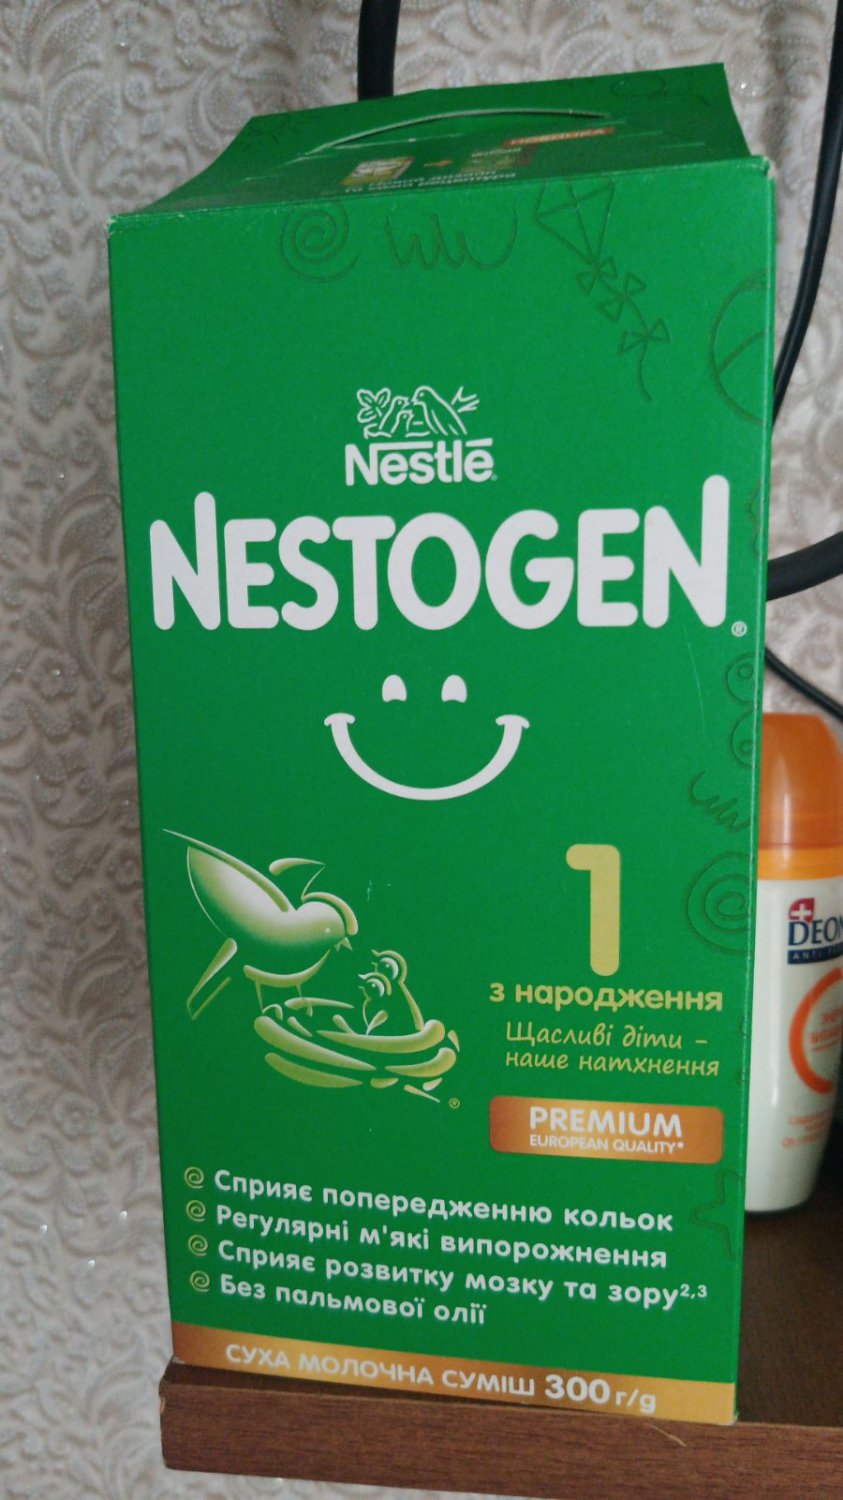 НОВИНКА
Nestlé
NESTOGEN®
1
з народження
Щасливі діти –
наше натхнення
PREMIUM
EUROPEAN QUALITY*
Сприяє попередженню кольок
Регулярні м'які випорожнення
Сприяє розвитку мозку та зору2,3
Без пальмової олії
СУХА МОЛОЧНА СУМІШ 300 г/g
DEON